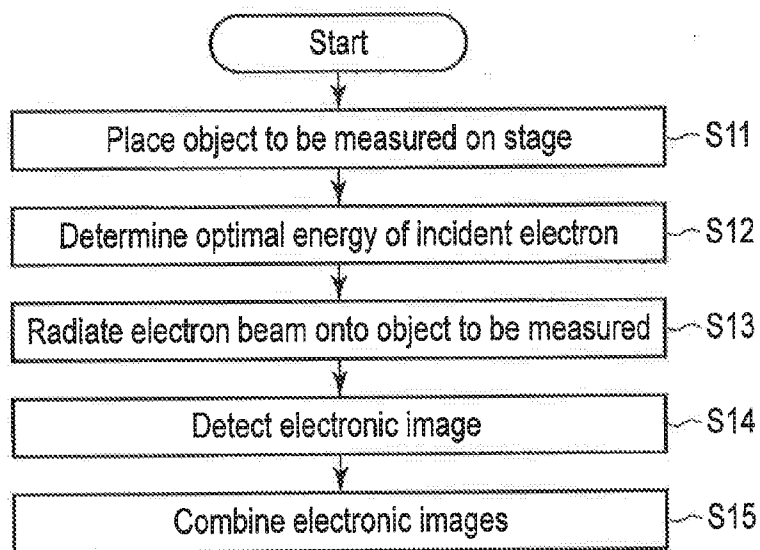 Start
Place object to be measured on stage S11
Determine optimal energy of incident electron S12
Radiate electron beam onto object to be measured S13
Detect electronic image S14
Combine electronic images S15